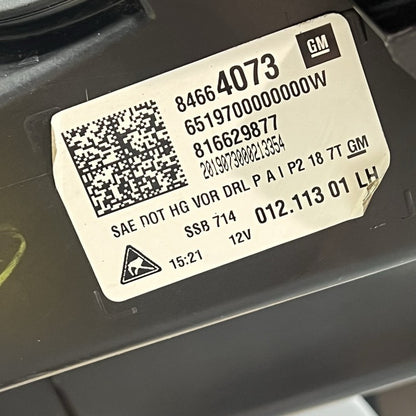 GM
84664073
6519700000000W
816629877
2019073000213354
SAE DOT HG VOR DRL P A I P2 18 7T GM
SSB 714 012.113 01 LH
15:21 12V